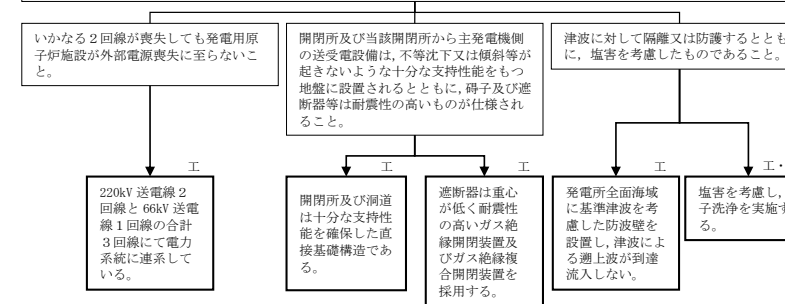 いかなる２回線が喪失しても発電用原
子炉施設が外部電源喪失に至らないこ
と。
開閉所及び当該開閉所から主発電機側
の送受電設備は，不等沈下又は傾斜等が
起きないような十分な支持性能をもつ
地盤に設置されるとともに，碍子及び遮
断器等は耐震性の高いものが仕様され
ること。
津波に対して隔離又は防護するととも
に，塩害を考慮したものであること。
工
220kV 送電線２
回線と 66kV 送電
線１回線の合計
３回線にて電力
系統に連系して
いる。
工
開閉所及び洞道
は十分な支持性
能を確保した直
接基礎構造であ
る。
工
遮断器は重心
が低く耐震性
の高いガス絶
縁開閉装置及
びガス絶縁複
合開閉装置を
採用する。
工
発電所全面海域
に基準津波を考
慮した防波壁を
設置し，津波によ
る遡上波が到達
流入しない。
工・
塩害を考慮し，
子洗浄を実施す
る。